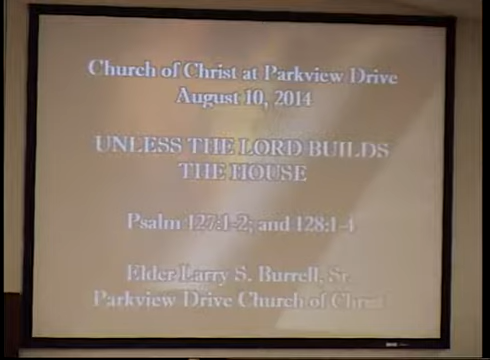 Church of Christ at Parkview Drive
August 10, 2014
UNLESS THE LORD BUILDS
THE HOUSE
Psalm 127:1-2; and 128:1-4
Elder Larry S. Burrell, Sr.
Parkview Drive Church of Christ